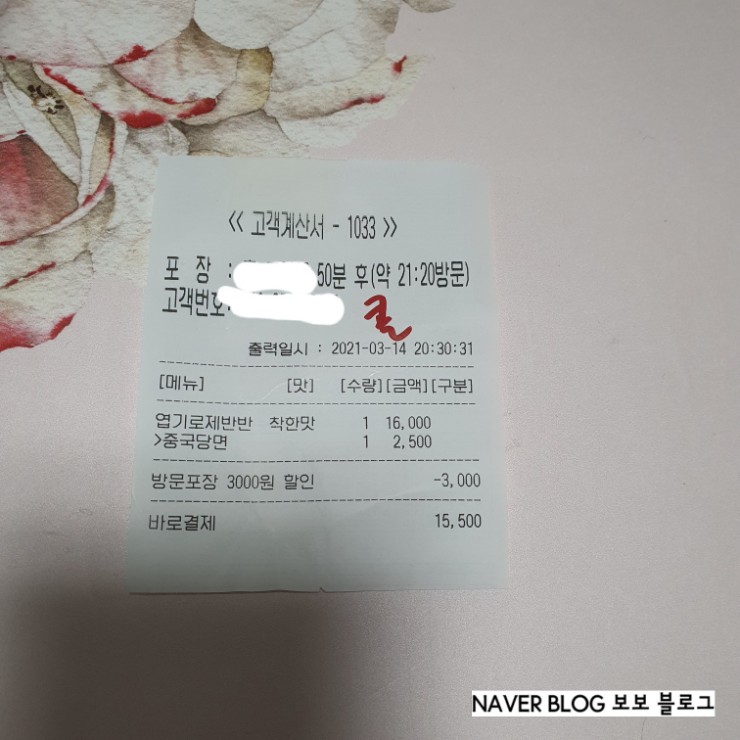 << 고객계산서 - 1033 >>
포 장 : 50분 후(약 21:20방문)
고객번호:
콜
출력일시 : 2021-03-14 20:30:31
[메뉴] [맛] [수량][금액][구분]
엽기로제반반 착한맛 1 16,000
>중국당면 1 2,500
방문포장 3000원 할인 -3,000
바로결제 15,500
NAVER BLOG 보보 블로그